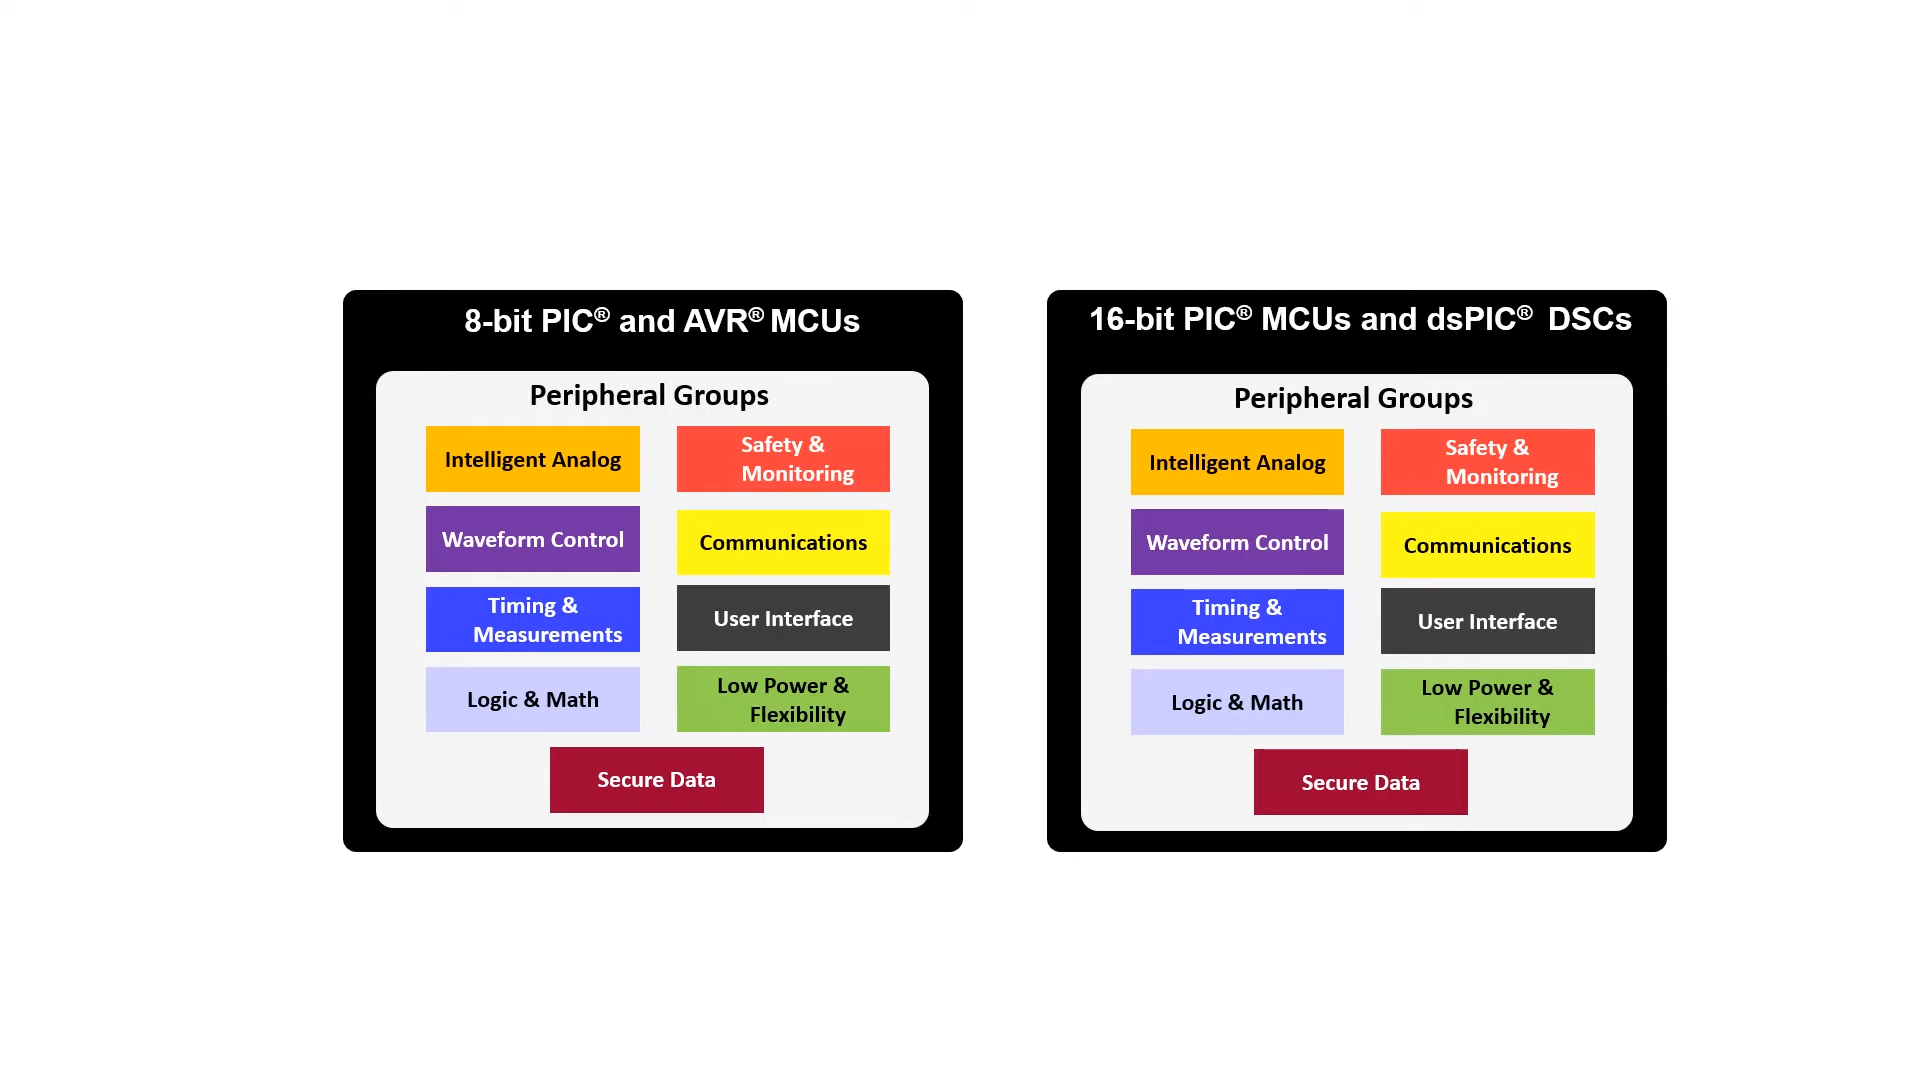 8-bit PIC® and AVR® MCUs
Peripheral Groups
Intelligent Analog
Safety &
Monitoring
Waveform Control
Communications
Timing &
Measurements
User Interface
Logic & Math
Low Power &
Flexibility
Secure Data
16-bit PIC® MCUs and dsPIC® DSCs
Peripheral Groups
Intelligent Analog
Safety &
Monitoring
Waveform Control
Communications
Timing &
Measurements
User Interface
Logic & Math
Low Power &
Flexibility
Secure Data